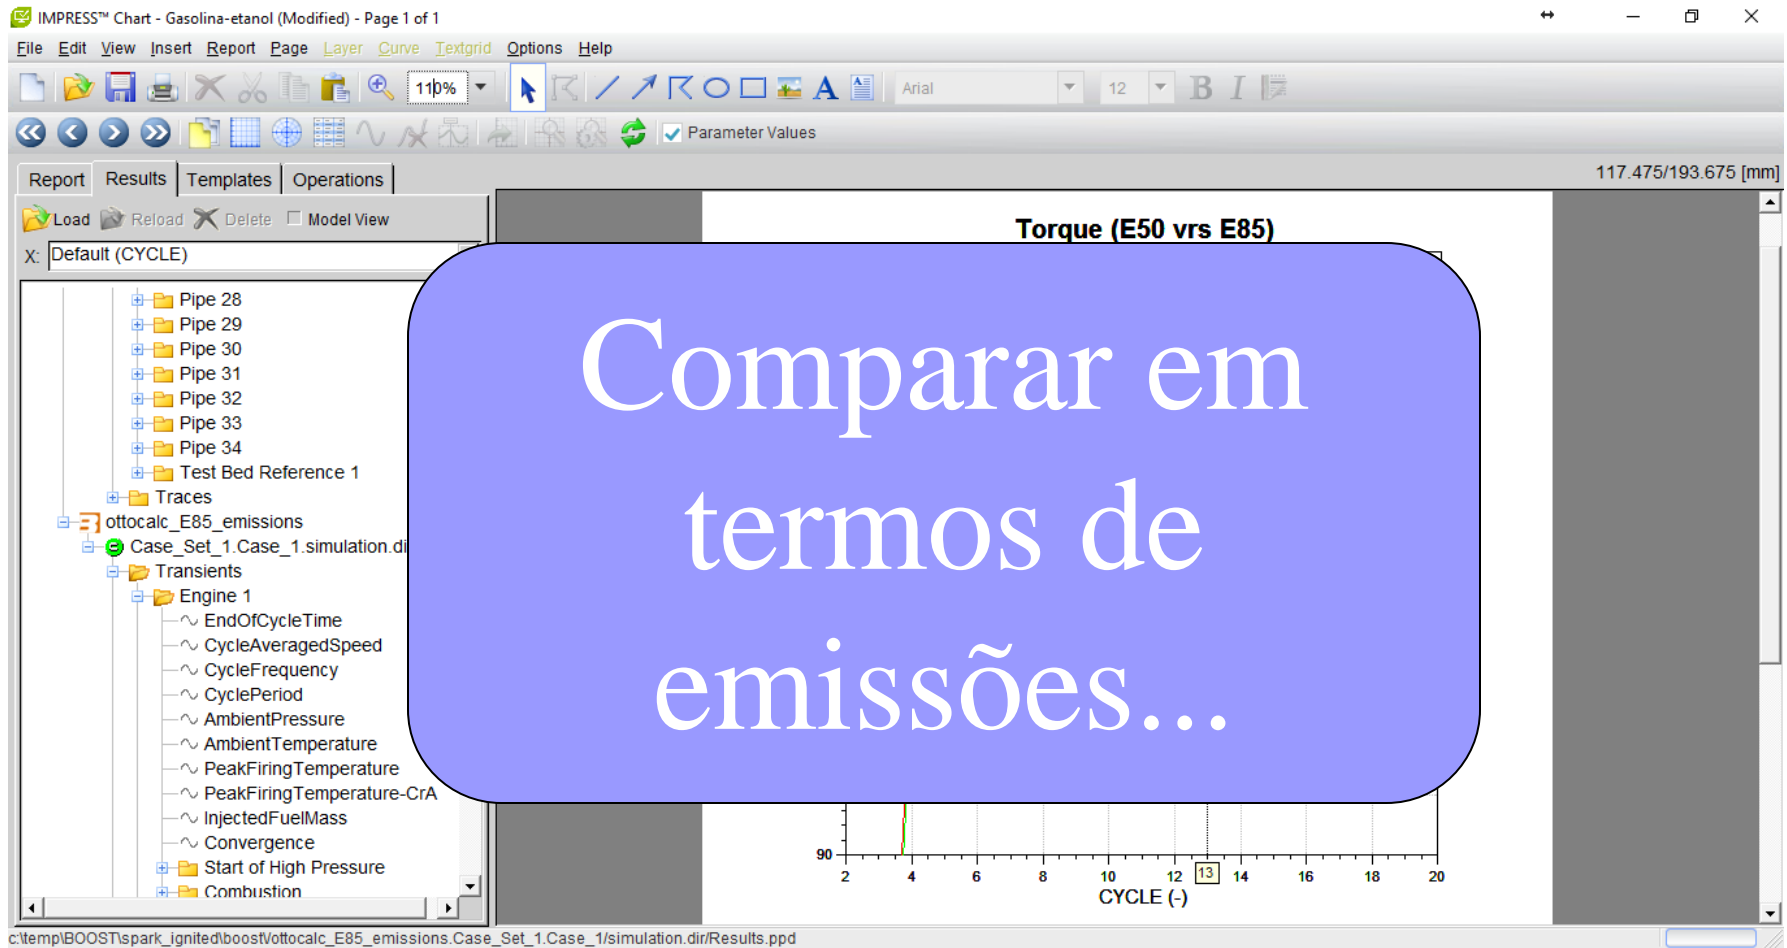 IMPRESS™ Chart - Gasolina-etanol (Modified) - Page 1 of 1
File Edit View Insert Report Page Layer Curve Textgrid Options Help
110% A Arial 12 B I
Parameter Values
Report Results Templates Operations
117.475/193.675 [mm]
Load Reload Delete Model View
X: Default (CYCLE)
Torque (E50 vrs E85)
Pipe 28
Pipe 29
Pipe 30
Pipe 31
Pipe 32
Pipe 33
Pipe 34
Test Bed Reference 1
Traces
ottocalc_E85_emissions
Case_Set_1.Case_1.simulation.di
Transients
Engine 1
EndOfCycleTime
CycleAveragedSpeed
CycleFrequency
CyclePeriod
AmbientPressure
AmbientTemperature
PeakFiringTemperature
PeakFiringTemperature-CrA
InjectedFuelMass
Convergence
Start of High Pressure
Combustion
Comparar em
termos de
emissões...
90
2 4 6 8 10 12 13 14 16 18 20
CYCLE (-)
c:\temp\BOOST\spark_ignited\boost\ottocalc_E85_emissions.Case_Set_1.Case_1/simulation.dir/Results.ppd